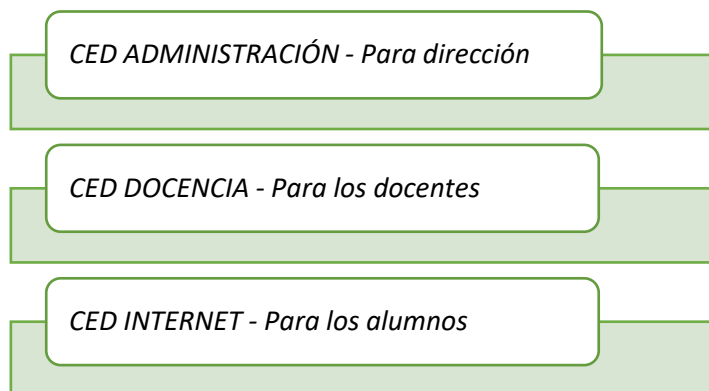 CED ADMINISTRACIÓN - Para dirección
CED DOCENCIA - Para los docentes
CED INTERNET - Para los alumnos